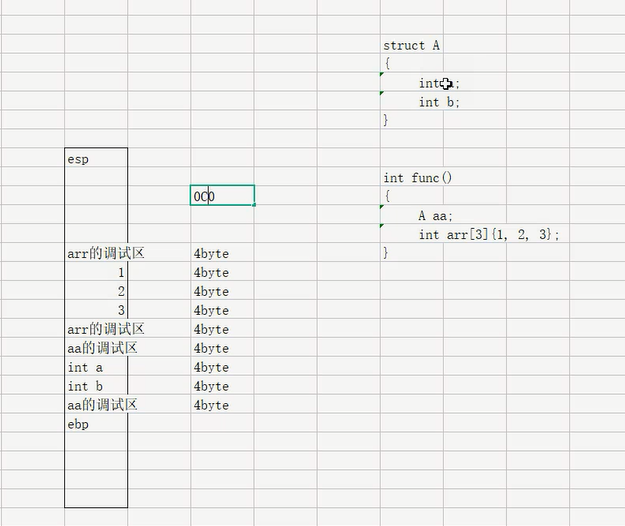 struct A
{
int ;
int b;
}
esp
int func()
0C0
{
A aa;
int arr[3]{1, 2, 3};
arr的调试区 4byte
}
1 4byte
2 4byte
3 4byte
arr的调试区 4byte
aa的调试区 4byte
int a 4byte
int b 4byte
aa的调试区 4byte
ebp